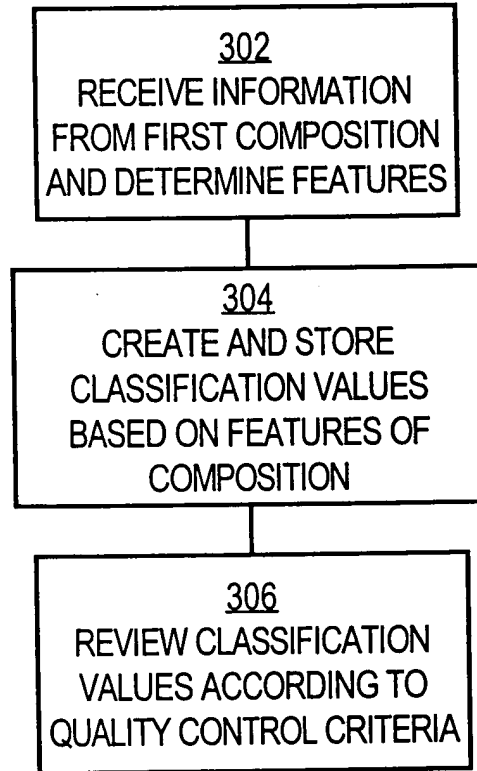 302
RECEIVE INFORMATION
FROM FIRST COMPOSITION
AND DETERMINE FEATURES
304
CREATE AND STORE
CLASSIFICATION VALUES
BASED ON FEATURES OF
COMPOSITION
306
REVIEW CLASSIFICATION
VALUES ACCORDING TO
QUALITY CONTROL CRITERIA